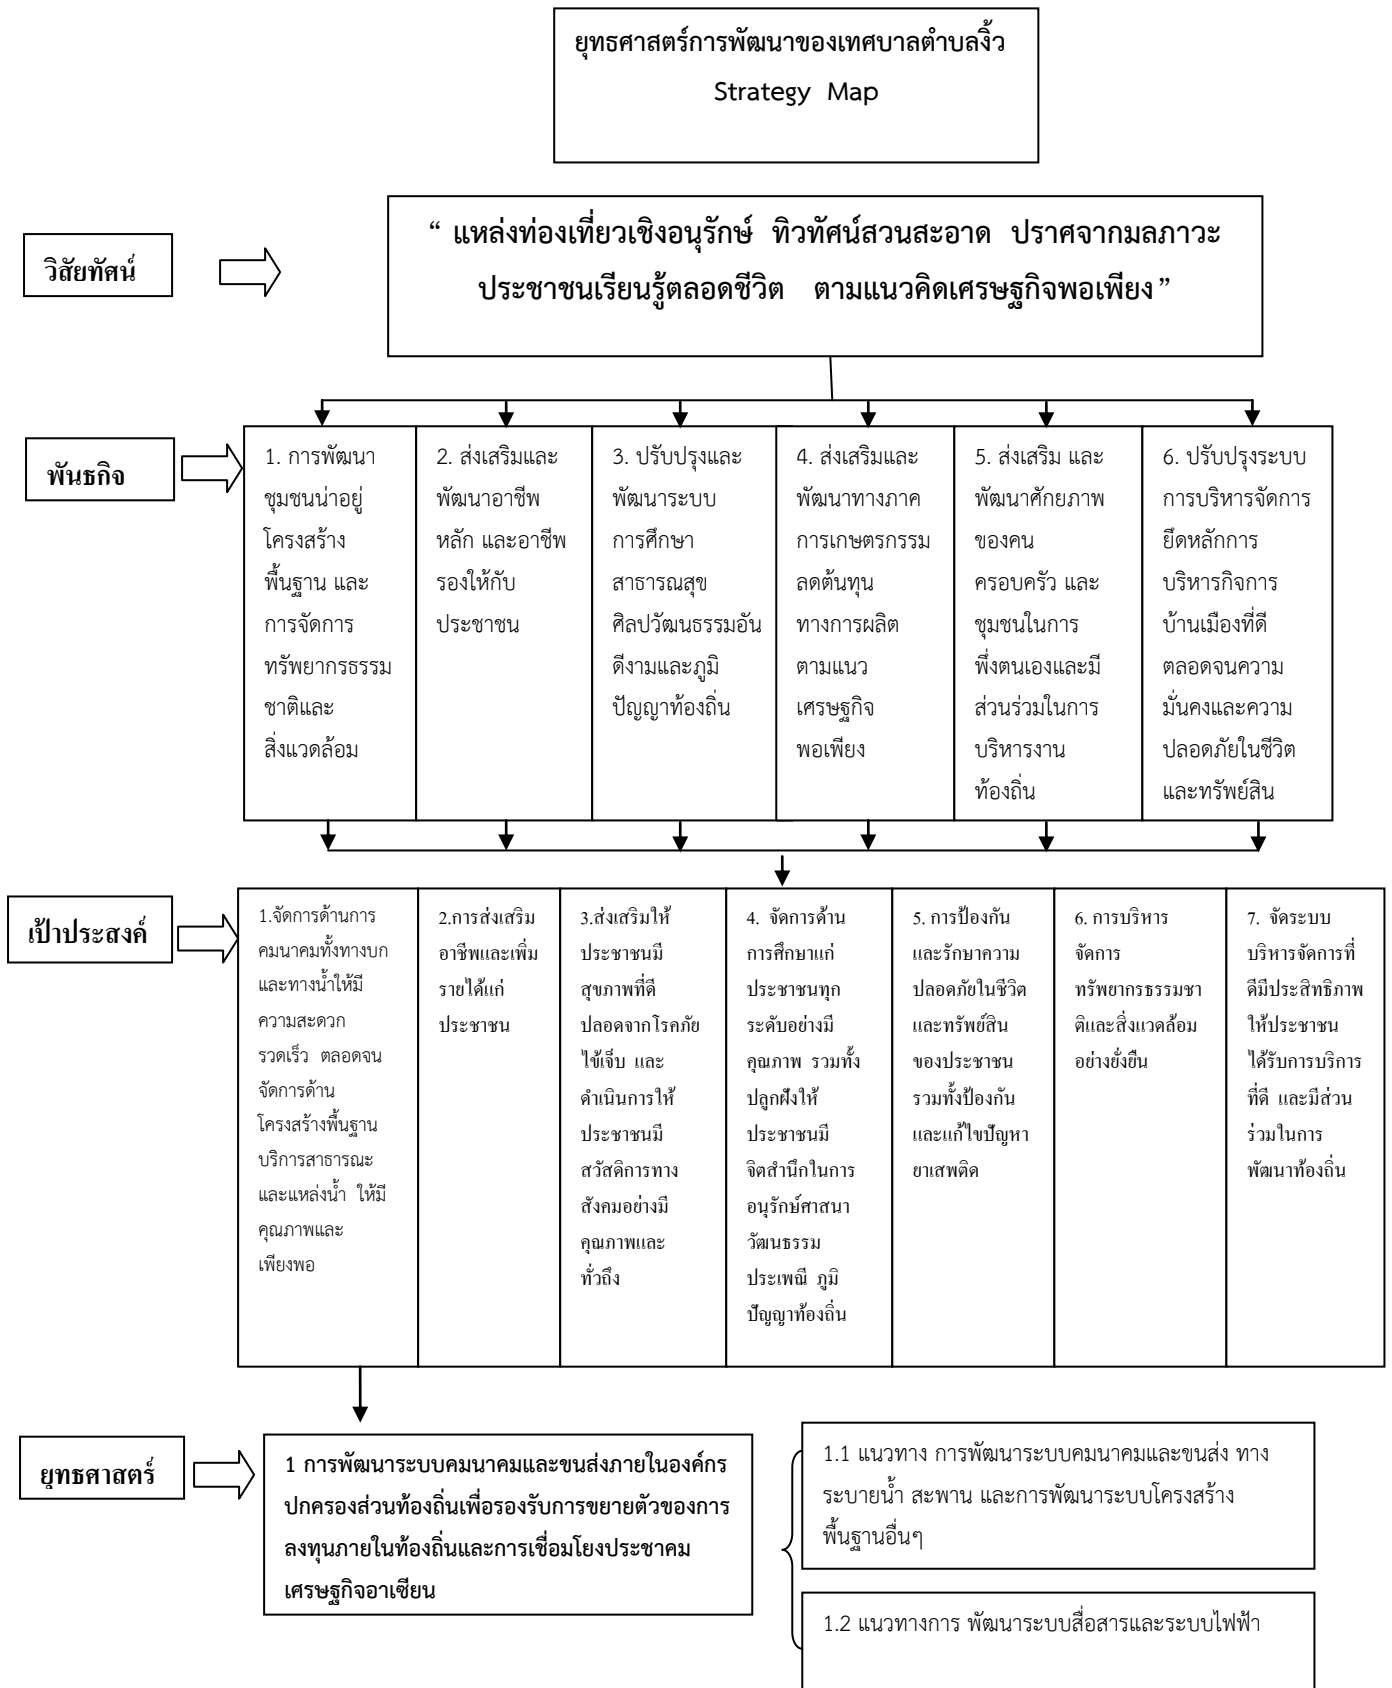 ยุทธศาสตร์การพัฒนาของเทศบาลตำบลงิ้ว
Strategy Map
วิสัยทัศน์
“ แหล่งท่องเที่ยวเชิงอนุรักษ์ ทิวทัศน์สวนสะอาด ปราศจากมลภาวะ
ประชาชนเรียนรู้ตลอดชีวิต ตามแนวคิดเศรษฐกิจพอเพียง ”
พันธกิจ
1. การพัฒนา
ชุมชนน่าอยู่
โครงสร้าง
พื้นฐาน และ
การจัดการ
ทรัพยากรธรรม
ชาติและ
สิ่งแวดล้อม
2. ส่งเสริมและ
พัฒนาอาชีพ
หลัก และอาชีพ
รองให้กับ
ประชาชน
3. ปรับปรุงและ
พัฒนาระบบ
การศึกษา
สาธารณสุข
ศิลปวัฒนธรรมอัน
ดีงามและภูมิ
ปัญญาท้องถิ่น
4. ส่งเสริมและ
พัฒนาทางภาค
การเกษตรกรรม
ลดต้นทุน
ทางการผลิต
ตามแนว
เศรษฐกิจ
พอเพียง
5. ส่งเสริม และ
พัฒนาศักยภาพ
ของคน
ครอบครัว และ
ชุมชนในการ
พึ่งตนเองและมี
ส่วนร่วมในการ
บริหารงาน
ท้องถิ่น
6. ปรับปรุงระบบ
การบริหารจัดการ
ยึดหลักการ
บริหารกิจการ
บ้านเมืองที่ดี
ตลอดจนความ
มั่นคงและความ
ปลอดภัยในชีวิต
และทรัพย์สิน
เป้าประสงค์
1.จัดการด้านการ
คมนาคมทั้งทางบก
และทางน้ำให้มี
ความสะดวก
รวดเร็ว ตลอดจน
จัดการด้าน
โครงสร้างพื้นฐาน
บริการสาธารณะ
และแหล่งน้ำ ให้มี
คุณภาพและ
เพียงพอ
2.การส่งเสริม
อาชีพและเพิ่ม
รายได้แก่
ประชาชน
3.ส่งเสริมให้
ประชาชนมี
สุขภาพที่ดี
ปลอดจากโรคภัย
ไข้เจ็บ และ
ดำเนินการให้
ประชาชนมี
สวัสดิการทาง
สังคมอย่างมี
คุณภาพและ
ทั่วถึง
4. จัดการด้าน
การศึกษาแก่
ประชาชนทุก
ระดับอย่างมี
คุณภาพ รวมทั้ง
ปลูกฝังให้
ประชาชนมี
จิตสำนึกในการ
อนุรักษ์ศาสนา
วัฒนธรรม
ประเพณี ภูมิ
ปัญญาท้องถิ่น
5. การป้องกัน
และรักษาความ
ปลอดภัยในชีวิต
และทรัพย์สิน
ของประชาชน
รวมทั้งป้องกัน
และแก้ไขปัญหา
ยาเสพติด
6. การบริหาร
จัดการ
ทรัพยากรธรรมชา
ติและสิ่งแวดล้อม
อย่างยั่งยืน
7. จัดระบบ
บริหารจัดการที่
ดีมีประสิทธิภาพ
ให้ประชาชน
ได้รับการบริการ
ที่ดี และมีส่วน
ร่วมในการ
พัฒนาท้องถิ่น
ยุทธศาสตร์
1 การพัฒนาระบบคมนาคมและขนส่งภายในองค์กร
ปกครองส่วนท้องถิ่นเพื่อรองรับการขยายตัวของการ
ลงทุนภายในท้องถิ่นและการเชื่อมโยงประชาคม
เศรษฐกิจอาเซียน
1.1 แนวทาง การพัฒนาระบบคมนาคมและขนส่ง ทาง
ระบายน้ำ สะพาน และการพัฒนาระบบโครงสร้าง
พื้นฐานอื่นๆ
1.2 แนวทางการ พัฒนาระบบสื่อสารและระบบไฟฟ้า